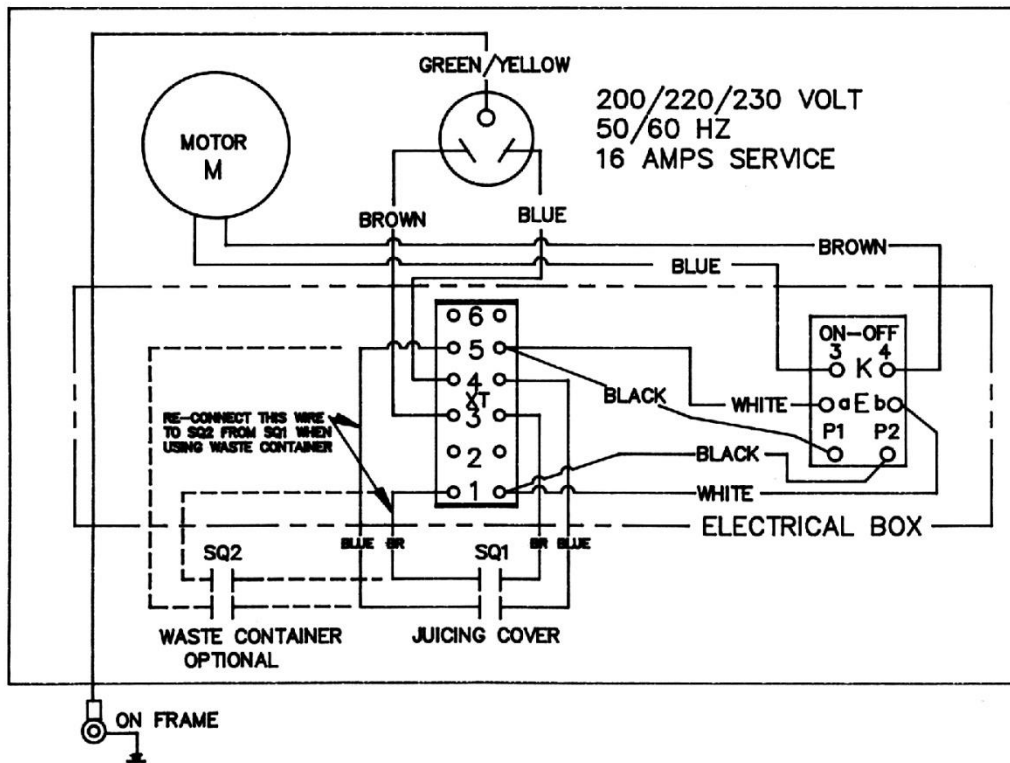 GREEN/YELLOW
200/220/230 VOLT
50/60 HZ
16 AMPS SERVICE
MOTOR
M
BROWN
BLUE
BROWN
BLUE
6
5
4
XT
3
2
1
ON-OFF
3 K 4
a E b
P1 P2
BLACK
WHITE
BLACK
WHITE
RE-CONNECT THIS WIRE
TO SQ2 FROM SQ1 WHEN
USING WASTE CONTAINER
ELECTRICAL BOX
BLUE BR
BR BLUE
SQ2
SQ1
WASTE CONTAINER
OPTIONAL
JUICING COVER
ON FRAME